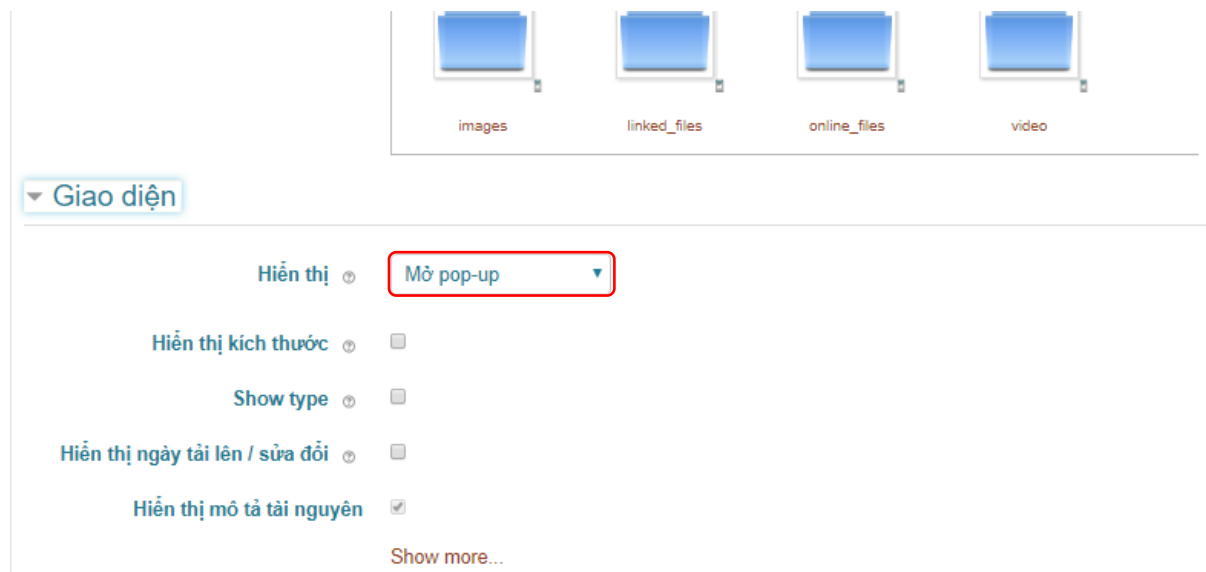 images linked_files online_files video
Giao diện
Hiển thị Mở pop-up
Hiển thị kích thước
Show type
Hiển thị ngày tải lên / sửa đổi
Hiển thị mô tả tài nguyên
Show more...